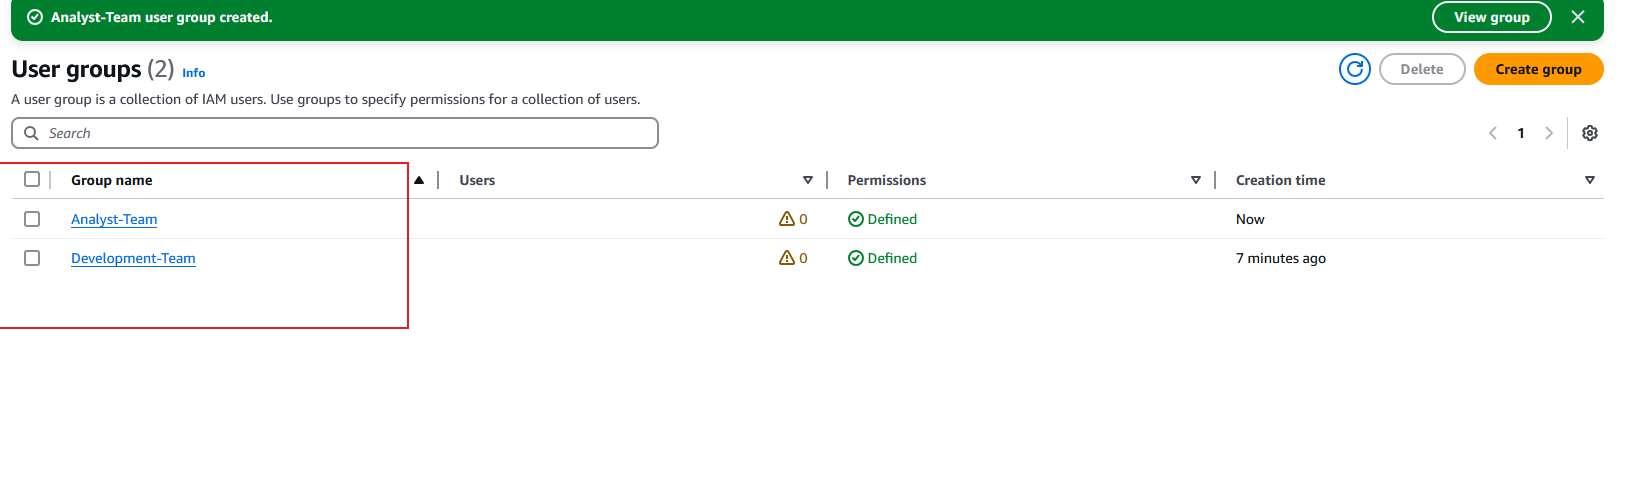 Analyst-Team user group created.
View group
User groups (2) Info
Delete
Create group
A user group is a collection of IAM users. Use groups to specify permissions for a collection of users.
Search
1
Group name Users Permissions Creation time
Analyst-Team 0 Defined Now
Development-Team 0 Defined 7 minutes ago